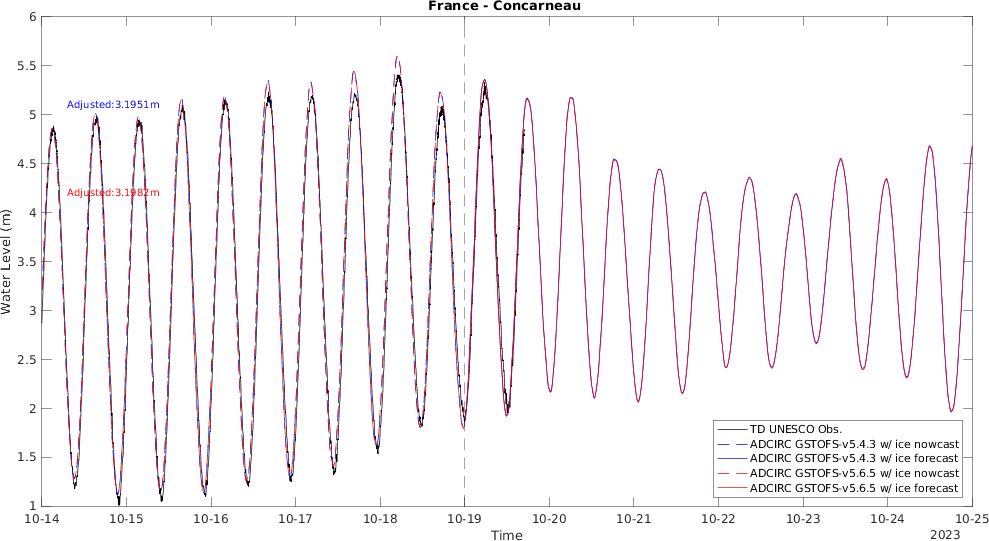 France - Concarneau
6
5.5
5
4.5
4
3.5
3
2.5
2
1.5
1
Water Level (m)
Adjusted:3.1951m
Adjusted:3.1982m
TD UNESCO Obs.
ADCIRC GSTOFS-v5.4.3 w/ ice nowcast
ADCIRC GSTOFS-v5.4.3 w/ ice forecast
ADCIRC GSTOFS-v5.6.5 w/ ice nowcast
ADCIRC GSTOFS-v5.6.5 w/ ice forecast
10-14 10-15 10-16 10-17 10-18 10-19 10-20 10-21 10-22 10-23 10-24 10-25
Time
2023